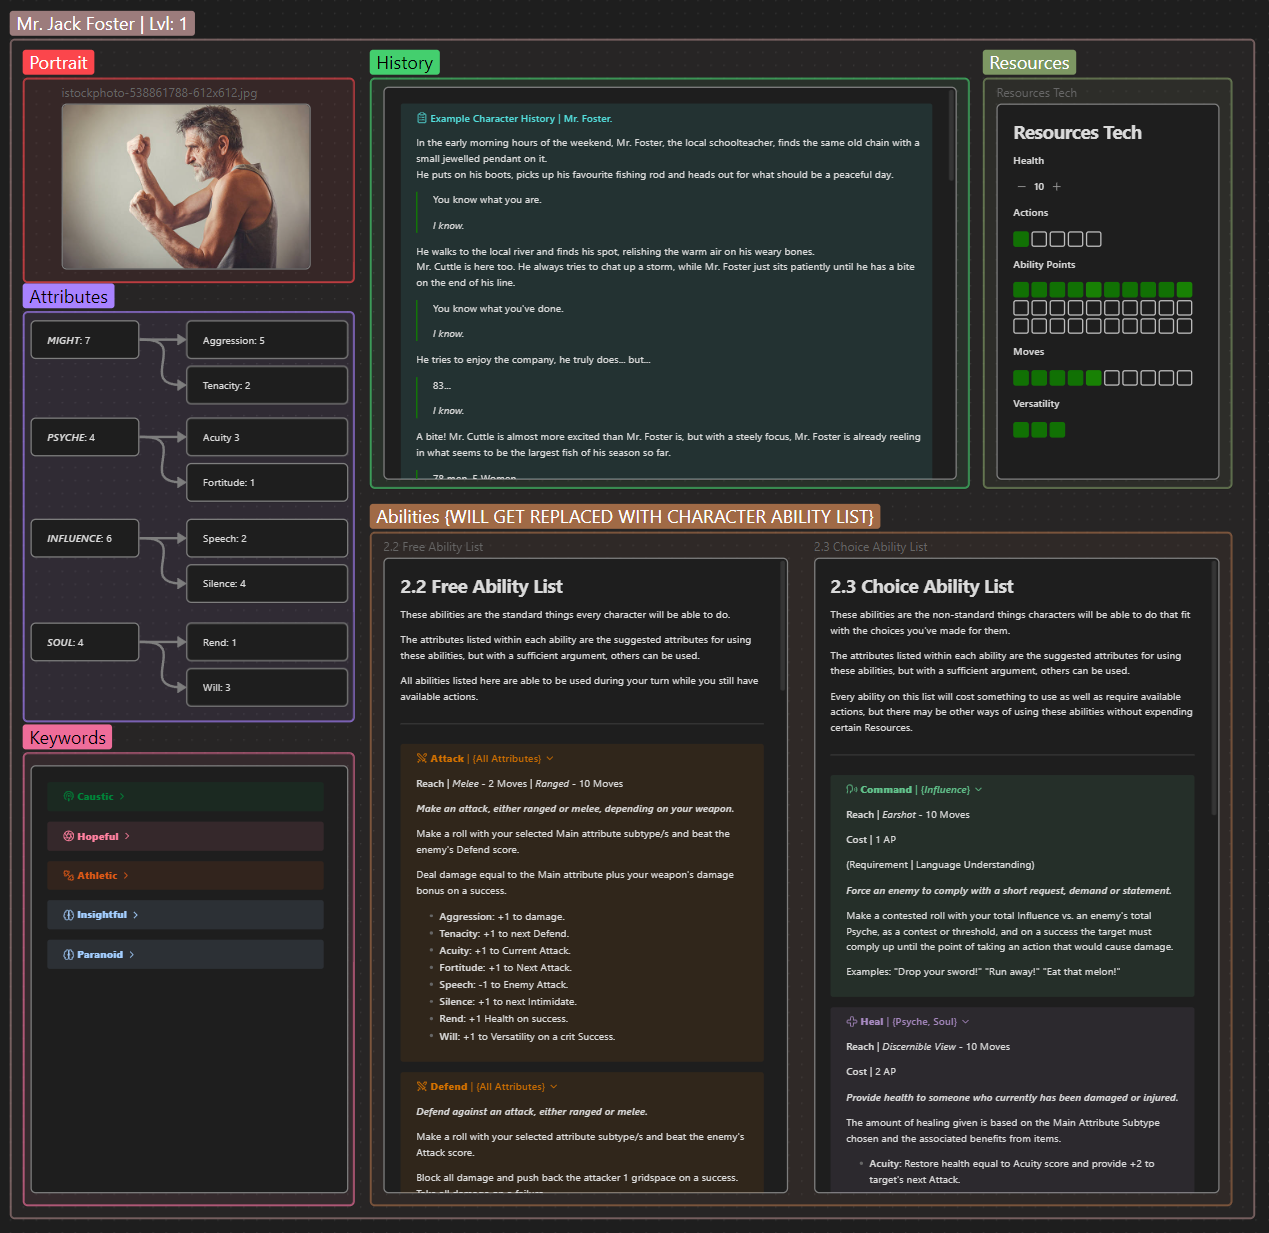 Mr. Jack Foster | Lvl: 1
Portrait
istockphoto-538861788-612x612.jpg
Attributes
MIGHT: 7
Aggression: 5
Tenacity: 2
PSYCHE: 4
Acuity 3
Fortitude: 1
INFLUENCE: 6
Speech: 2
Silence: 4
SOUL: 4
Rend: 1
Will: 3
Keywords
Caustic
Hopeful
Athletic
Insightful
Paranoid
History
Example Character History | Mr. Foster.
In the early morning hours of the weekend, Mr. Foster, the local schoolteacher, finds the same old chain with a
small jewelled pendant on it.
He puts on his boots, picks up his favourite fishing rod and heads out for what should be a peaceful day.
You know what you are.
I know.
He walks to the local river and finds his spot, relishing the warm air on his weary bones.
Mr. Cuttle is here too. He always tries to chat up a storm, while Mr. Foster just sits patiently until he has a bite
on the end of his line.
You know what you've done.
I know.
He tries to enjoy the company, he truly does... but...
83...
I know.
A bite! Mr. Cuttle is almost more excited than Mr. Foster is, but with a steely focus, Mr. Foster is already reeling
in what seems to be the largest fish of his season so far.
78 men, 5 Women
Resources
Resources Tech
Resources Tech
Health
− 10 +
Actions
Ability Points
Moves
Versatility
Abilities {WILL GET REPLACED WITH CHARACTER ABILITY LIST}
2.2 Free Ability List
2.2 Free Ability List
These abilities are the standard things every character will be able to do.
The attributes listed within each ability are the suggested attributes for using
these abilities, but with a sufficient argument, others can be used.
All abilities listed here are able to be used during your turn while you still have
available actions.
Attack | {All Attributes}
Reach | Melee - 2 Moves | Ranged - 10 Moves
Make an attack, either ranged or melee, depending on your weapon.
Make a roll with your selected Main attribute subtype/s and beat the
enemy's Defend score.
Deal damage equal to the Main attribute plus your weapon's damage
bonus on a success.
• Aggression: +1 to damage.
• Tenacity: +1 to next Defend.
• Acuity: +1 to Current Attack.
• Fortitude: +1 to Next Attack.
• Speech: -1 to Enemy Attack.
• Silence: +1 to next Intimidate.
• Rend: +1 Health on success.
• Will: +1 to Versatility on a crit Success.
Defend | {All Attributes}
Defend against an attack, either ranged or melee.
Make a roll with your selected attribute subtype/s and beat the enemy's
Attack score.
Block all damage and push back the attacker 1 gridspace on a success.
Take all damage on a failure.
2.3 Choice Ability List
2.3 Choice Ability List
These abilities are the non-standard things characters will be able to do that fit
with the choices you've made for them.
The attributes listed within each ability are the suggested attributes for using
these abilities, but with a sufficient argument, others can be used.
Every ability on this list will cost something to use as well as require available
actions, but there may be other ways of using these abilities without expending
certain Resources.
Command | {Influence}
Reach | Earshot - 10 Moves
Cost | 1 AP
(Requirement | Language Understanding)
Force an enemy to comply with a short request, demand or statement.
Make a contested roll with your total Influence vs. an enemy's total
Psyche, as a contest or threshold, and on a success the target must
comply up until the point of taking an action that would cause damage.
Examples: "Drop your sword!" "Run away!" "Eat that melon!"
Heal | {Psyche, Soul}
Reach | Discernible View - 10 Moves
Cost | 2 AP
Provide health to someone who currently has been damaged or injured.
The amount of healing given is based on the Main Attribute Subtype
chosen and the associated benefits from items.
• Acuity: Restore health equal to Acuity score and provide +2 to
target's next Attack.